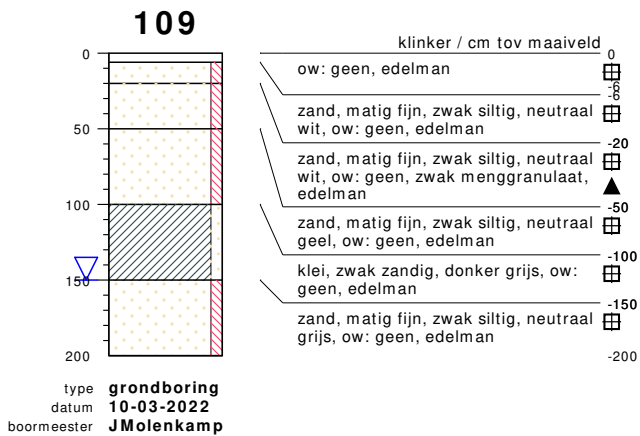 109
klinker / cm tov maaiveld
0
0
ow: geen, edelman
-6
-6
zand, matig fijn, zwak siltig, neutraal
wit, ow: geen, edelman
-20
zand, matig fijn, zwak siltig, neutraal
wit, ow: geen, zwak menggranulaat,
edelman
50
-50
zand, matig fijn, zwak siltig, neutraal
geel, ow: geen, edelman
100
-100
klei, zwak zandig, donker grijs, ow:
geen, edelman
150
-150
zand, matig fijn, zwak siltig, neutraal
grijs, ow: geen, edelman
200
-200
type grondboring
datum 10-03-2022
boormeester JMolenkamp